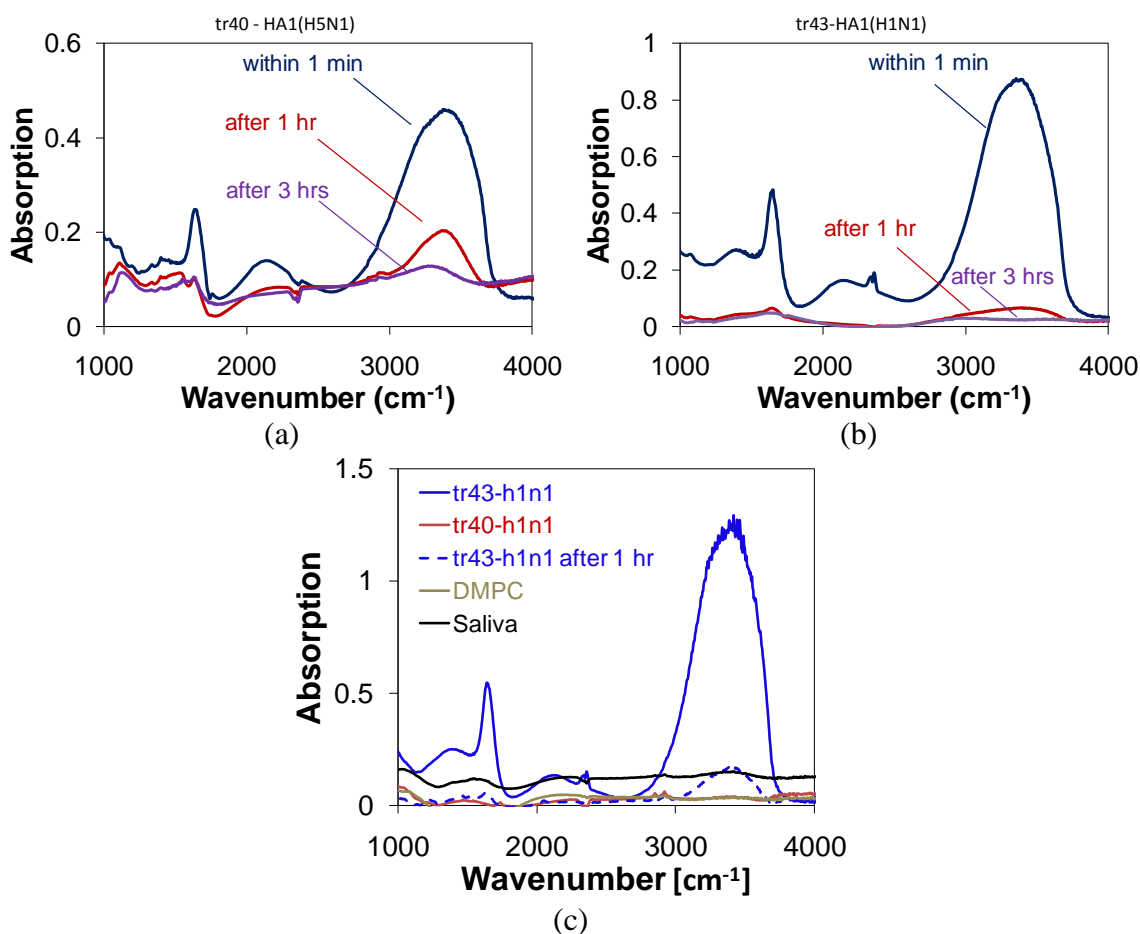 tr40 - HA1(H5N1)
0.6
0.4
0.2
0
Absorption
within 1 min
after 1 hr
after 3 hrs
1000 2000 3000 4000
Wavenumber (cm-1)
(a)
tr43-HA1(H1N1)
1
0.8
0.6
0.4
0.2
0
Absorption
within 1 min
after 1 hr
after 3 hrs
1000 2000 3000 4000
Wavenumber (cm-1)
(b)
1.5
1
0.5
0
Absorption
tr43-h1n1
tr40-h1n1
tr43-h1n1 after 1 hr
DMPC
Saliva
1000 2000 3000 4000
Wavenumber [cm-1]
(c)